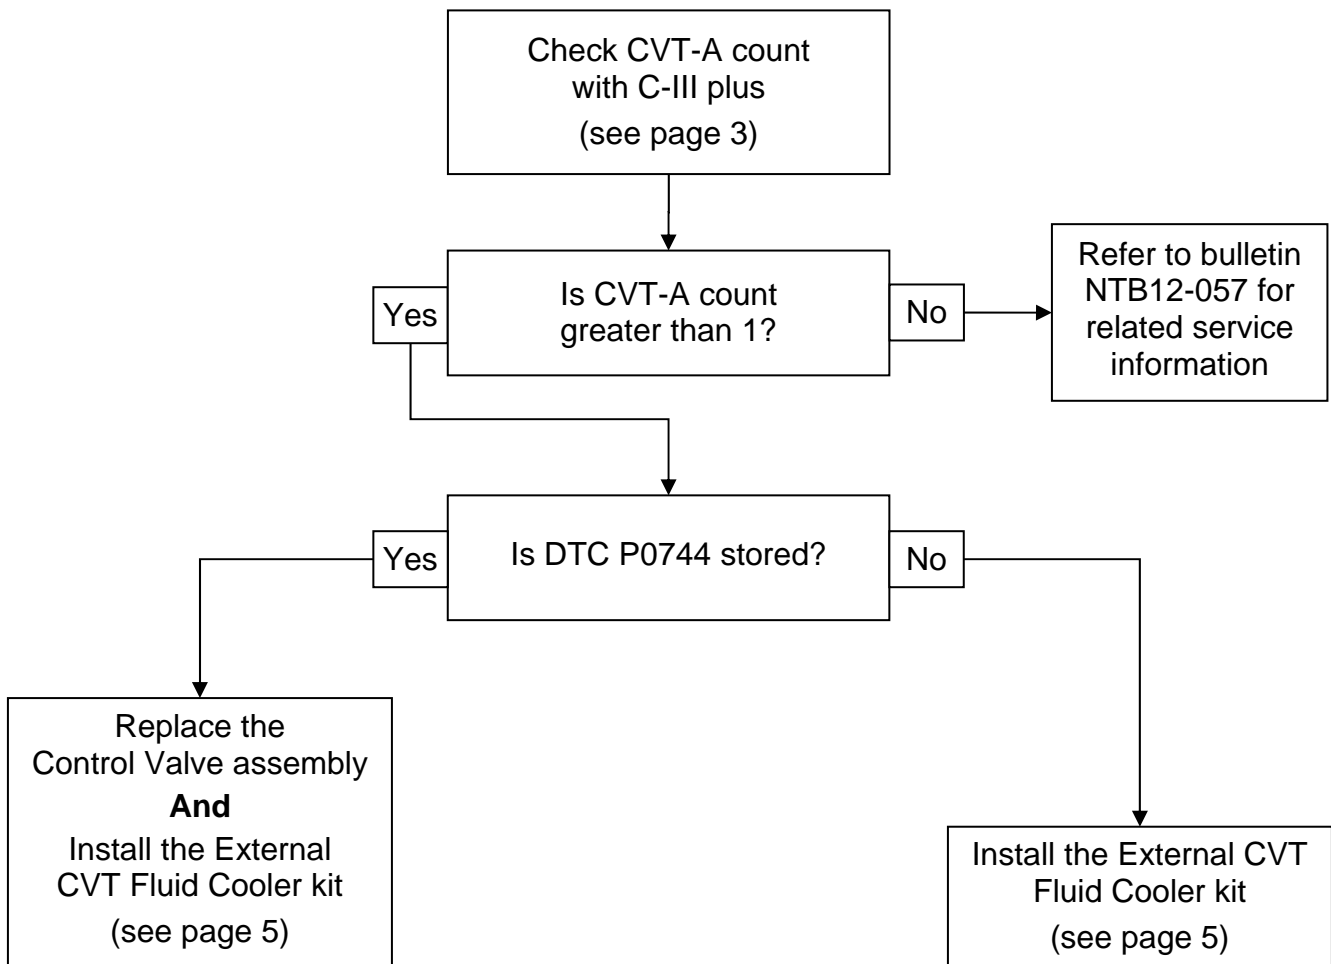 Check CVT-A count
with C-III plus
(see page 3)
Is CVT-A count
greater than 1?
Yes
No
Refer to bulletin
NTB12-057 for
related service
information
Is DTC P0744 stored?
Yes
No
Replace the
Control Valve assembly
And
Install the External
CVT Fluid Cooler kit
(see page 5)
Install the External CVT
Fluid Cooler kit
(see page 5)